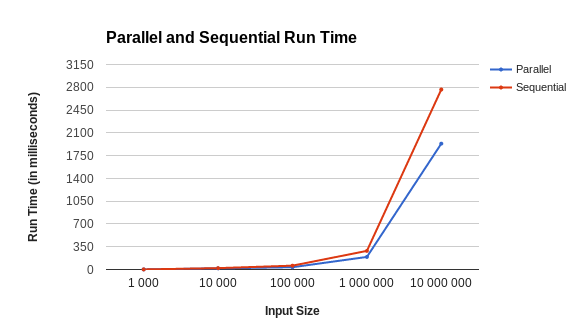 Parallel and Sequential Run Time
3150
2800
2450
2100
1750
1400
1050
700
350
0
Run Time (in milliseconds)
1 000
10 000
100 000
1 000 000
10 000 000
Input Size
Parallel
Sequential